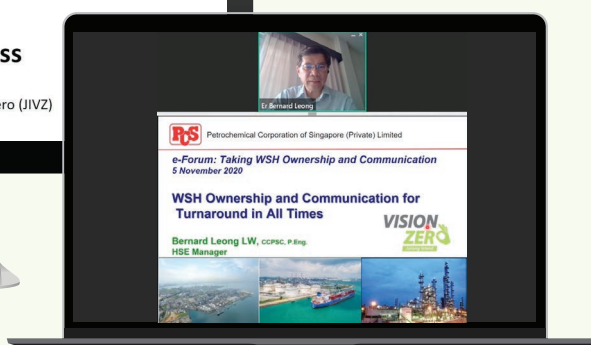 ss
ro (JIVZ)
Er Bernard Leong
PCS
Petrochemical Corporation of Singapore (Private) Limited
e-Forum: Taking WSH Ownership and Communication
5 November 2020
WSH Ownership and Communication for
Turnaround in All Times
VISION
ZERO
Bernard Leong LW, CCPSC, P.Eng.
HSE Manager